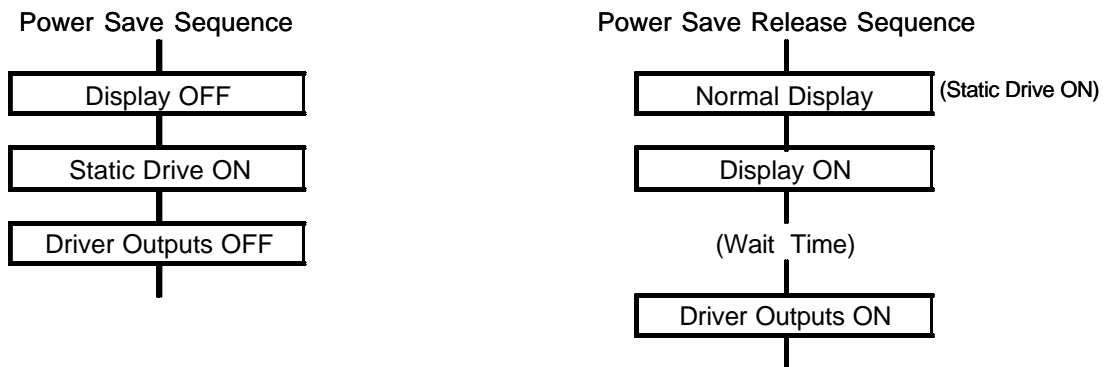 Power Save Sequence
Display OFF
Static Drive ON
Driver Outputs OFF
Power Save Release Sequence
Normal Display (Static Drive ON)
Display ON
(Wait Time)
Driver Outputs ON